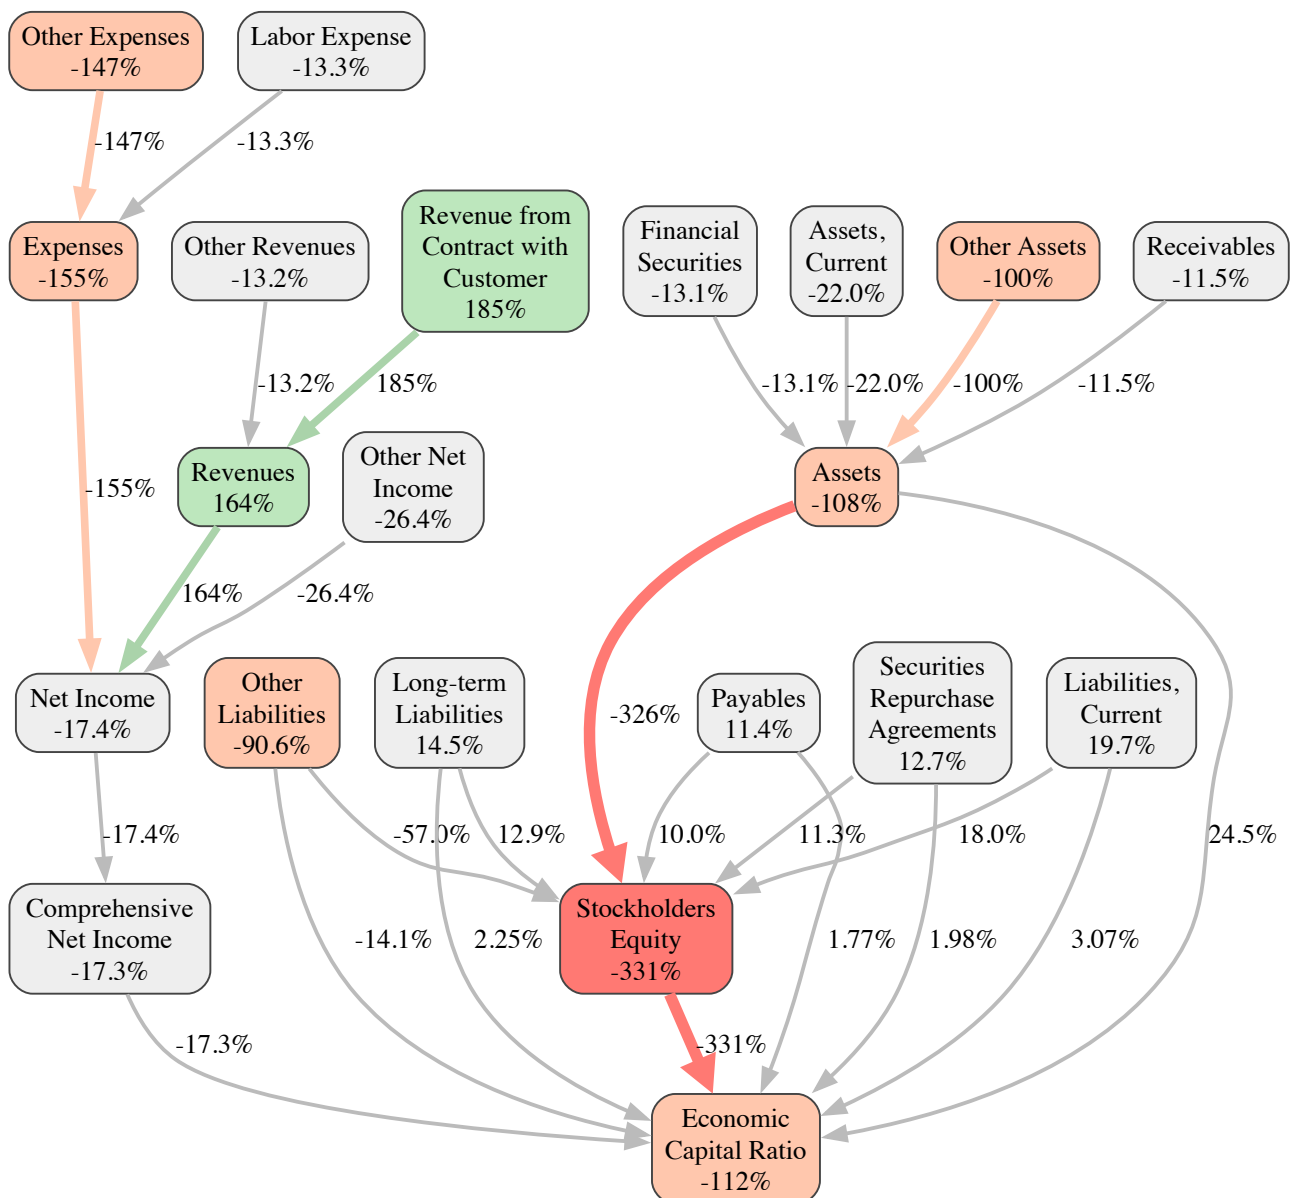 Other Expenses
-147%
Labor Expense
-13.3%
-147%
-13.3%
Expenses
-155%
Other Revenues
-13.2%
Revenue from
Contract with
Customer
185%
Financial
Securities
-13.1%
Assets,
Current
-22.0%
Other Assets
-100%
Receivables
-11.5%
-13.2%
185%
-13.1%
-22.0%
-100%
-11.5%
-155%
Revenues
164%
Other Net
Income
-26.4%
Assets
-108%
164%
-26.4%
Net Income
-17.4%
Other
Liabilities
-90.6%
Long-term
Liabilities
14.5%
-326%
Payables
11.4%
Securities
Repurchase
Agreements
12.7%
Liabilities,
Current
19.7%
-17.4%
-57.0%
12.9%
10.0%
11.3%
18.0%
24.5%
Comprehensive
Net Income
-17.3%
-14.1%
2.25%
Stockholders
Equity
-331%
1.77%
1.98%
3.07%
-17.3%
-331%
Economic
Capital Ratio
-112%